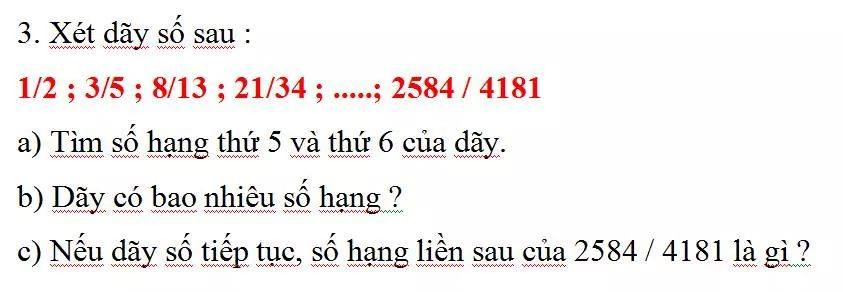 3. Xét dãy số sau :
1/2 ; 3/5 ; 8/13 ; 21/34 ; .....; 2584 / 4181
a) Tìm số hạng thứ 5 và thứ 6 của dãy.
b) Dãy có bao nhiêu số hạng ?
c) Nếu dãy số tiếp tục, số hạng liền sau của 2584 / 4181 là gì ?